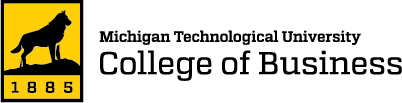 Michigan Technological University
College of Business
1885